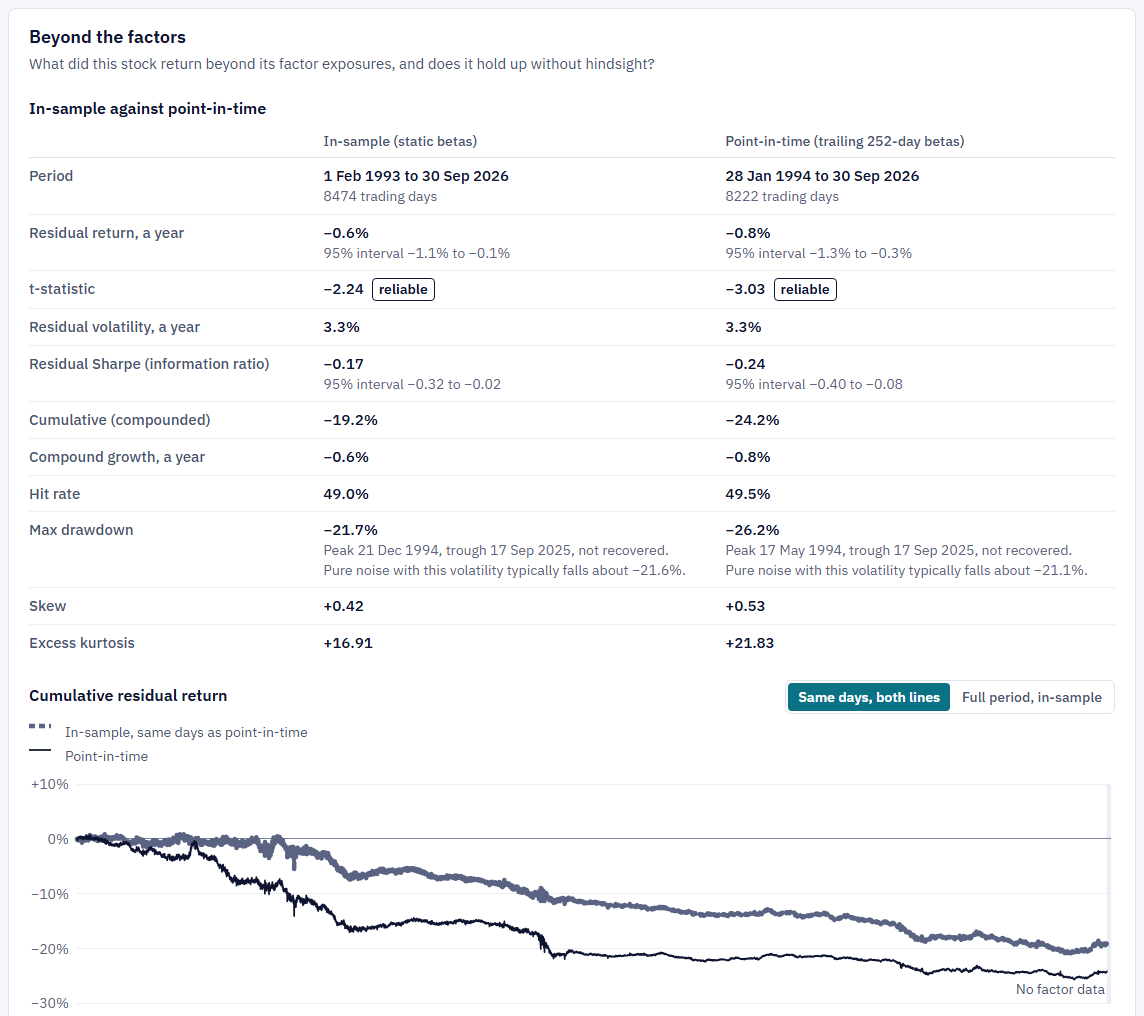 Beyond the factors
What did this stock return beyond its factor exposures, and does it hold up without hindsight?
In-sample against point-in-time
In-sample (static betas) Point-in-time (trailing 252-day betas)
Period 1 Feb 1993 to 30 Sep 2026 28 Jan 1994 to 30 Sep 2026
8474 trading days 8222 trading days
Residual return, a year −0.6% −0.8%
95% interval −1.1% to −0.1% 95% interval −1.3% to −0.3%
t-statistic −2.24 reliable −3.03 reliable
Residual volatility, a year 3.3% 3.3%
Residual Sharpe (information ratio) −0.17 −0.24
95% interval −0.32 to −0.02 95% interval −0.40 to −0.08
Cumulative (compounded) −19.2% −24.2%
Compound growth, a year −0.6% −0.8%
Hit rate 49.0% 49.5%
Max drawdown −21.7% −26.2%
Peak 21 Dec 1994, trough 17 Sep 2025, not recovered. Peak 17 May 1994, trough 17 Sep 2025, not recovered.
Pure noise with this volatility typically falls about −21.6%. Pure noise with this volatility typically falls about −21.1%.
Skew +0.42 +0.53
Excess kurtosis +16.91 +21.83
Cumulative residual return Same days, both lines Full period, in-sample
In-sample, same days as point-in-time
Point-in-time
+10%
0%
−10%
−20%
No factor data
−30%